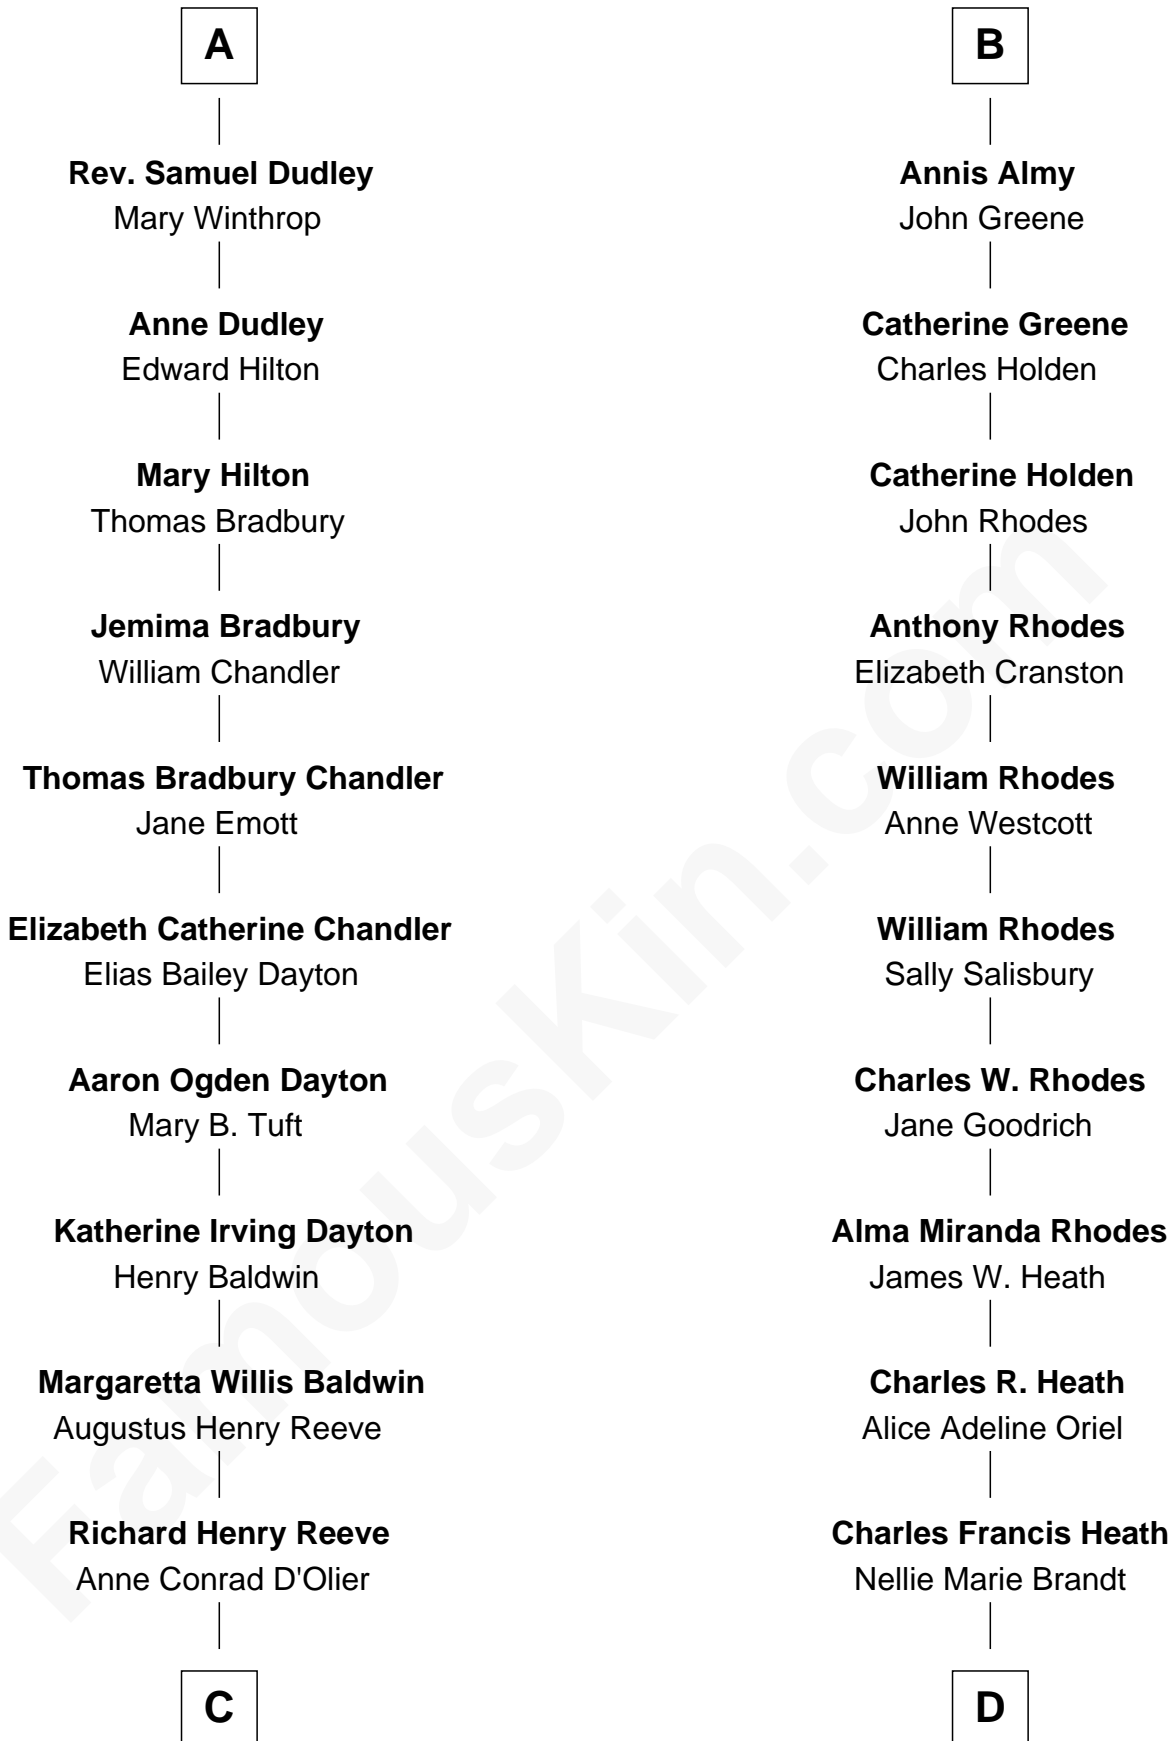 A
Rev. Samuel Dudley
Mary Winthrop
Anne Dudley
Edward Hilton
Mary Hilton
Thomas Bradbury
Jemima Bradbury
William Chandler
Thomas Bradbury Chandler
Jane Emott
Elizabeth Catherine Chandler
Elias Bailey Dayton
Aaron Ogden Dayton
Mary B. Tuft
Katherine Irving Dayton
Henry Baldwin
Margaretta Willis Baldwin
Augustus Henry Reeve
Richard Henry Reeve
Anne Conrad D'Olier
C
B
Annis Almy
John Greene
Catherine Greene
Charles Holden
Catherine Holden
John Rhodes
Anthony Rhodes
Elizabeth Cranston
William Rhodes
Anne Westcott
William Rhodes
Sally Salisbury
Charles W. Rhodes
Jane Goodrich
Alma Miranda Rhodes
James W. Heath
Charles R. Heath
Alice Adeline Oriel
Charles Francis Heath
Nellie Marie Brandt
D
FamousKin.com